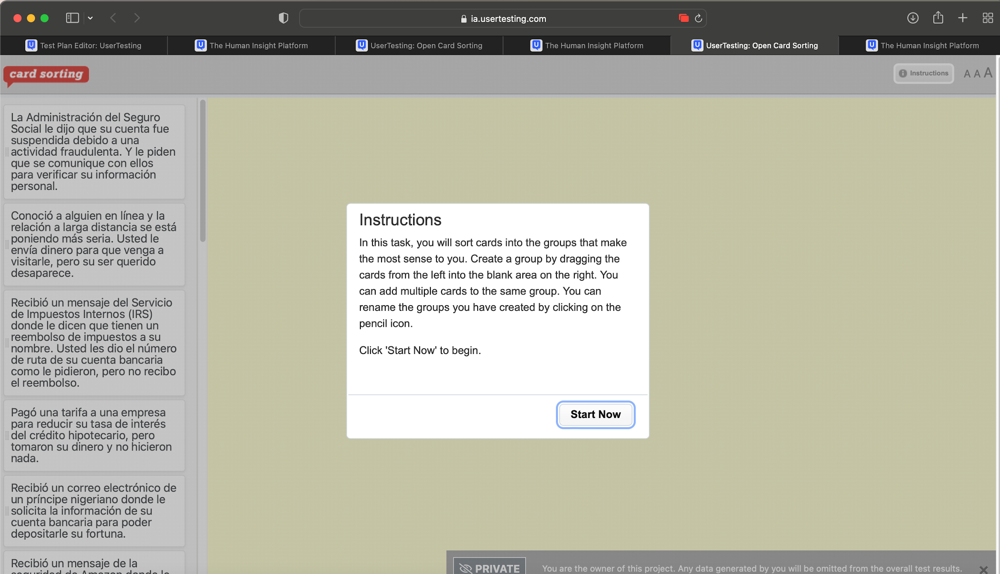 ia.usertesting.com
Test Plan Editor: UserTesting
The Human Insight Platform
UserTesting: Open Card Sorting
The Human Insight Platform
UserTesting: Open Card Sorting
The Human Insight Platform
card sorting
Instructions
A A A
La Administración del Seguro
Social le dijo que su cuenta fue
suspendida debido a una
actividad fraudulenta. Y le piden
que se comunique con ellos
para verificar su información
personal.
Conoció a alguien en línea y la
relación a larga distancia se está
poniendo más seria. Usted le
envía dinero para que venga a
visitarle, pero su ser querido
desaparece.
Recibió un mensaje del Servicio
de Impuestos Internos (IRS)
donde le dicen que tienen un
reembolso de impuestos a su
nombre. Usted les dio el número
de ruta de su cuenta bancaria
como le pidieron, pero no recibo
el reembolso.
Pagó una tarifa a una empresa
para reducir su tasa de interés
del crédito hipotecario, pero
tomaron su dinero y no hicieron
nada.
Recibió un correo electrónico de
un príncipe nigeriano donde le
solicita la información de su
cuenta bancaria para poder
depositarle su fortuna.
Recibió un mensaje de la
seguridad de Amazon donde le
Instructions
In this task, you will sort cards into the groups that make
the most sense to you. Create a group by dragging the
cards from the left into the blank area on the right. You
can add multiple cards to the same group. You can
rename the groups you have created by clicking on the
pencil icon.
Click 'Start Now' to begin.
Start Now
PRIVATE
You are the owner of this project. Any data generated by you will be omitted from the overall test results.